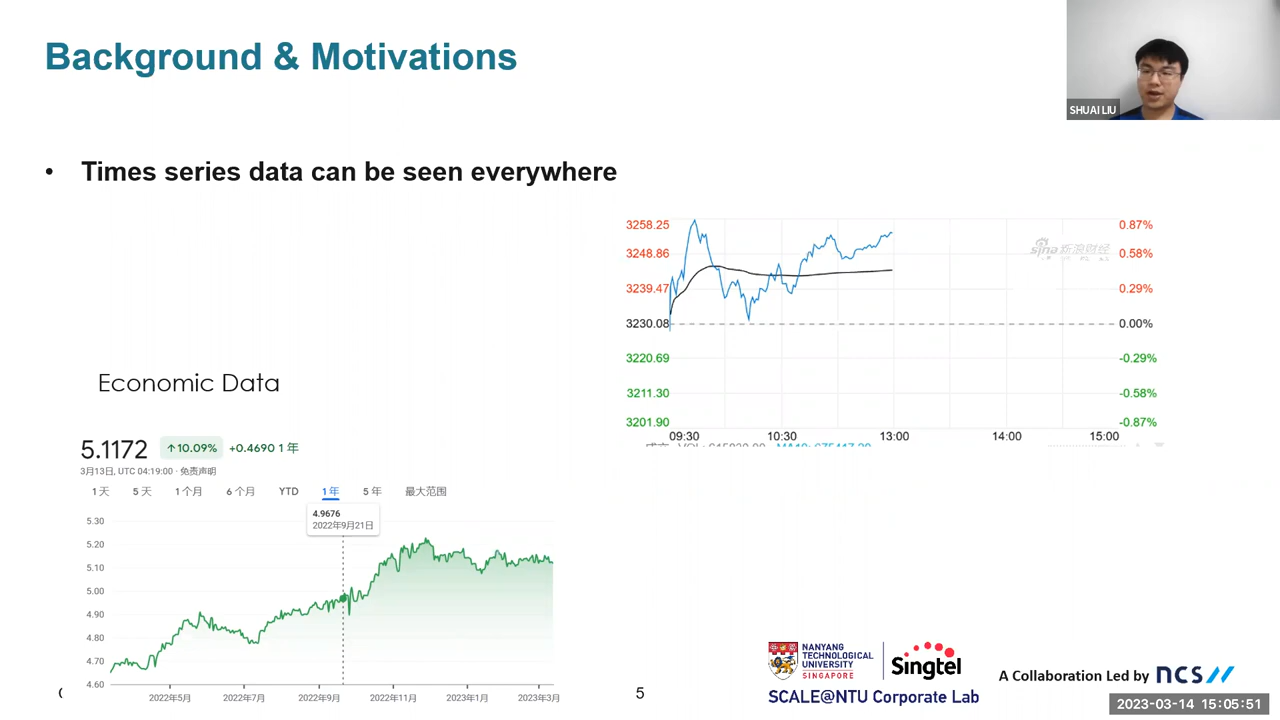 Background & Motivations
SHUAI LIU
• Times series data can be seen everywhere
3258.25
0.87%
3248.86
0.58%
sina新浪财经
3239.47
0.29%
3230.08
0.00%
3220.69
-0.29%
3211.30
-0.58%
3201.90
-0.87%
09:30 10:30 13:00 14:00 15:00
Economic Data
5.1172 ↑10.09% +0.4690 1 年
3月13日, UTC 04:19:00 · 免责声明
1 天 5 天 1 个月 6 个月 YTD 1 年 5 年 最大范围
4.9676
2022年9月21日
5.30
5.20
5.10
5.00
4.90
4.80
4.70
4.60
2022年5月 2022年7月 2022年9月 2022年11月 2023年1月 2023年3月
5
NANYANG
TECHNOLOGICAL
UNIVERSITY
SINGAPORE
Singtel
SCALE@NTU Corporate Lab
A Collaboration Led by ncs
2023-03-14 15:05:51